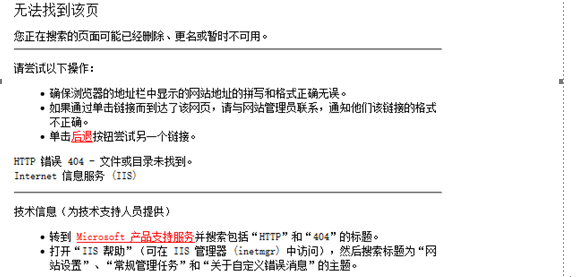 无法找到该页
您正在搜索的页面可能已经删除、更名或暂时不可用。
请尝试以下操作：
确保浏览器的地址栏中显示的网站地址的拼写和格式正确无误。
如果通过单击链接而到达了该网页，请与网站管理员联系，通知他们该链接的格式
不正确。
单击后退按钮尝试另一个链接。
HTTP 错误 404 - 文件或目录未找到。
Internet 信息服务 (IIS)
技术信息（为技术支持人员提供）
转到 Microsoft 产品支持服务并搜索包括“HTTP”和“404”的标题。
打开“IIS 帮助”（可在 IIS 管理器 (inetmgr) 中访问），然后搜索标题为“网
站设置”、“常规管理任务”和“关于自定义错误消息”的主题。